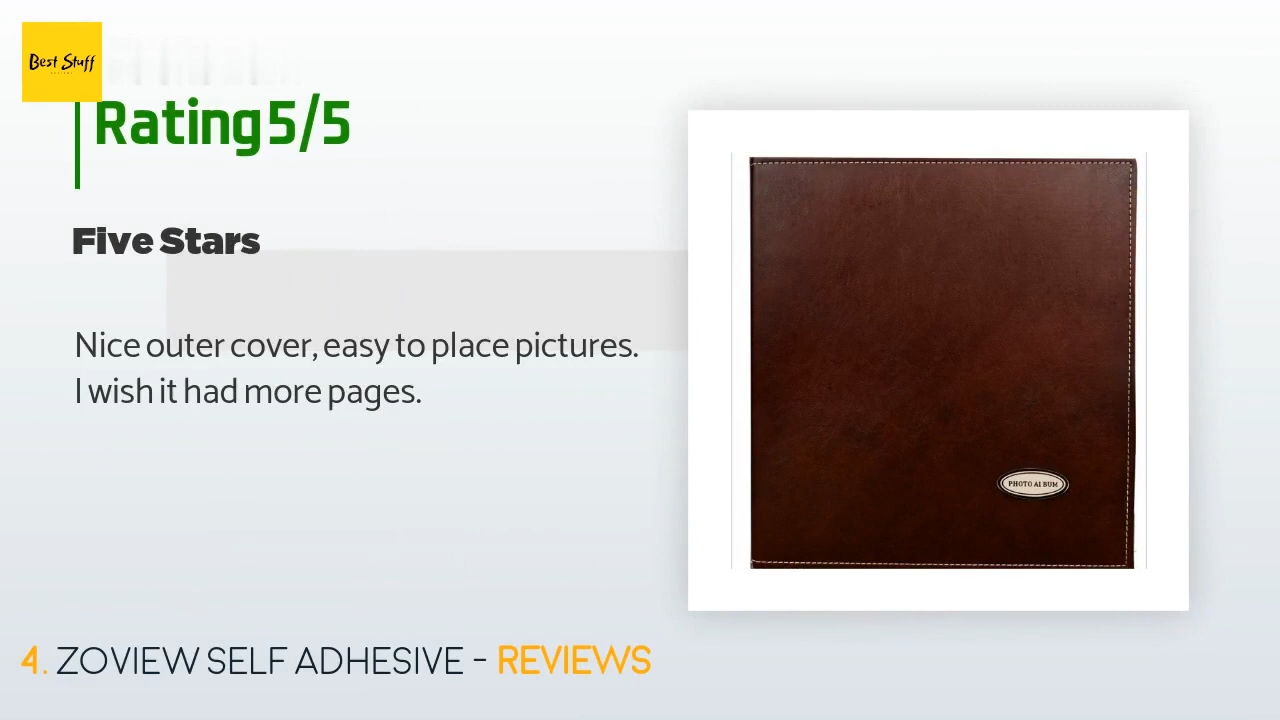 Best Stuff
Rating 5/5
Five Stars
Nice outer cover, easy to place pictures.
I wish it had more pages.
PHOTO ALBUM
4. ZOVIEW SELF ADHESIVE - REVIEWS